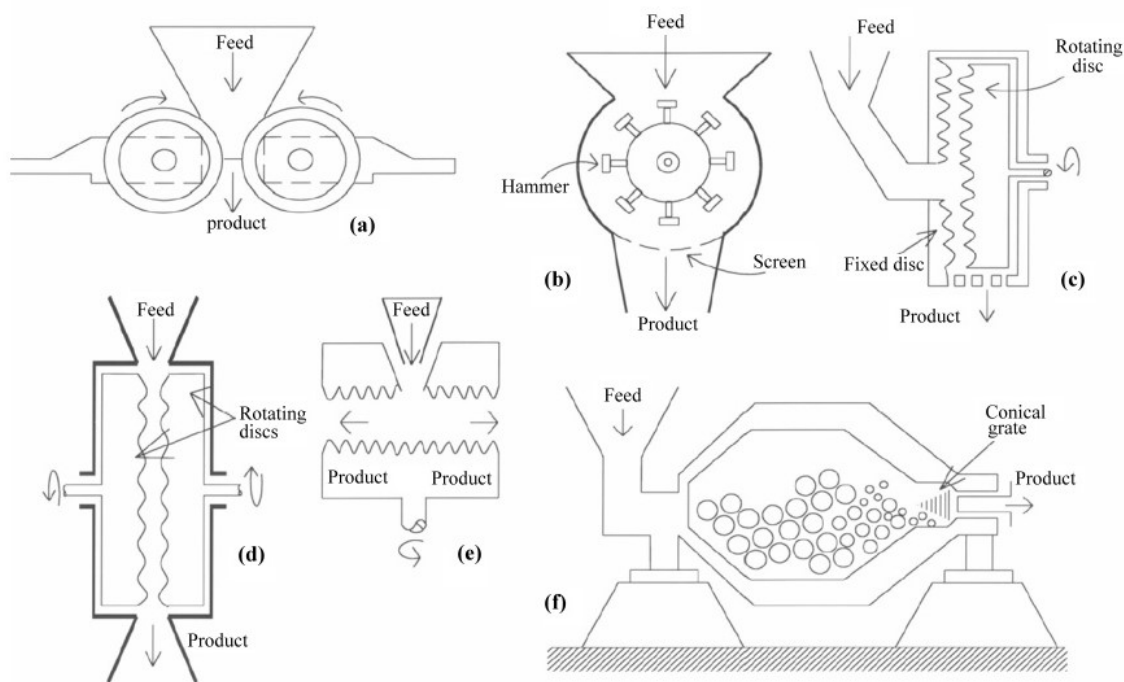 Feed
product
(a)
Feed
Hammer
(b)
Screen
Product
Feed
Rotating
disc
Fixed disc
(c)
Product
Feed
Rotating
discs
(d)
Product
Feed
Product
Product
(e)
Feed
Conical
grate
Product
(f)